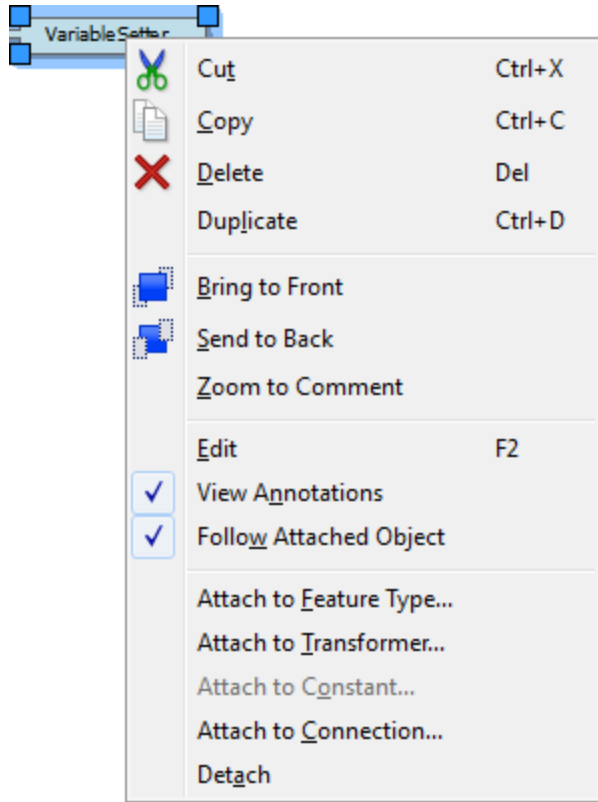 VariableSetter
Cut Ctrl+X
Copy Ctrl+C
Delete Del
Duplicate Ctrl+D
Bring to Front
Send to Back
Zoom to Comment
Edit F2
View Annotations
Follow Attached Object
Attach to Feature Type...
Attach to Transformer...
Attach to Constant...
Attach to Connection...
Detach